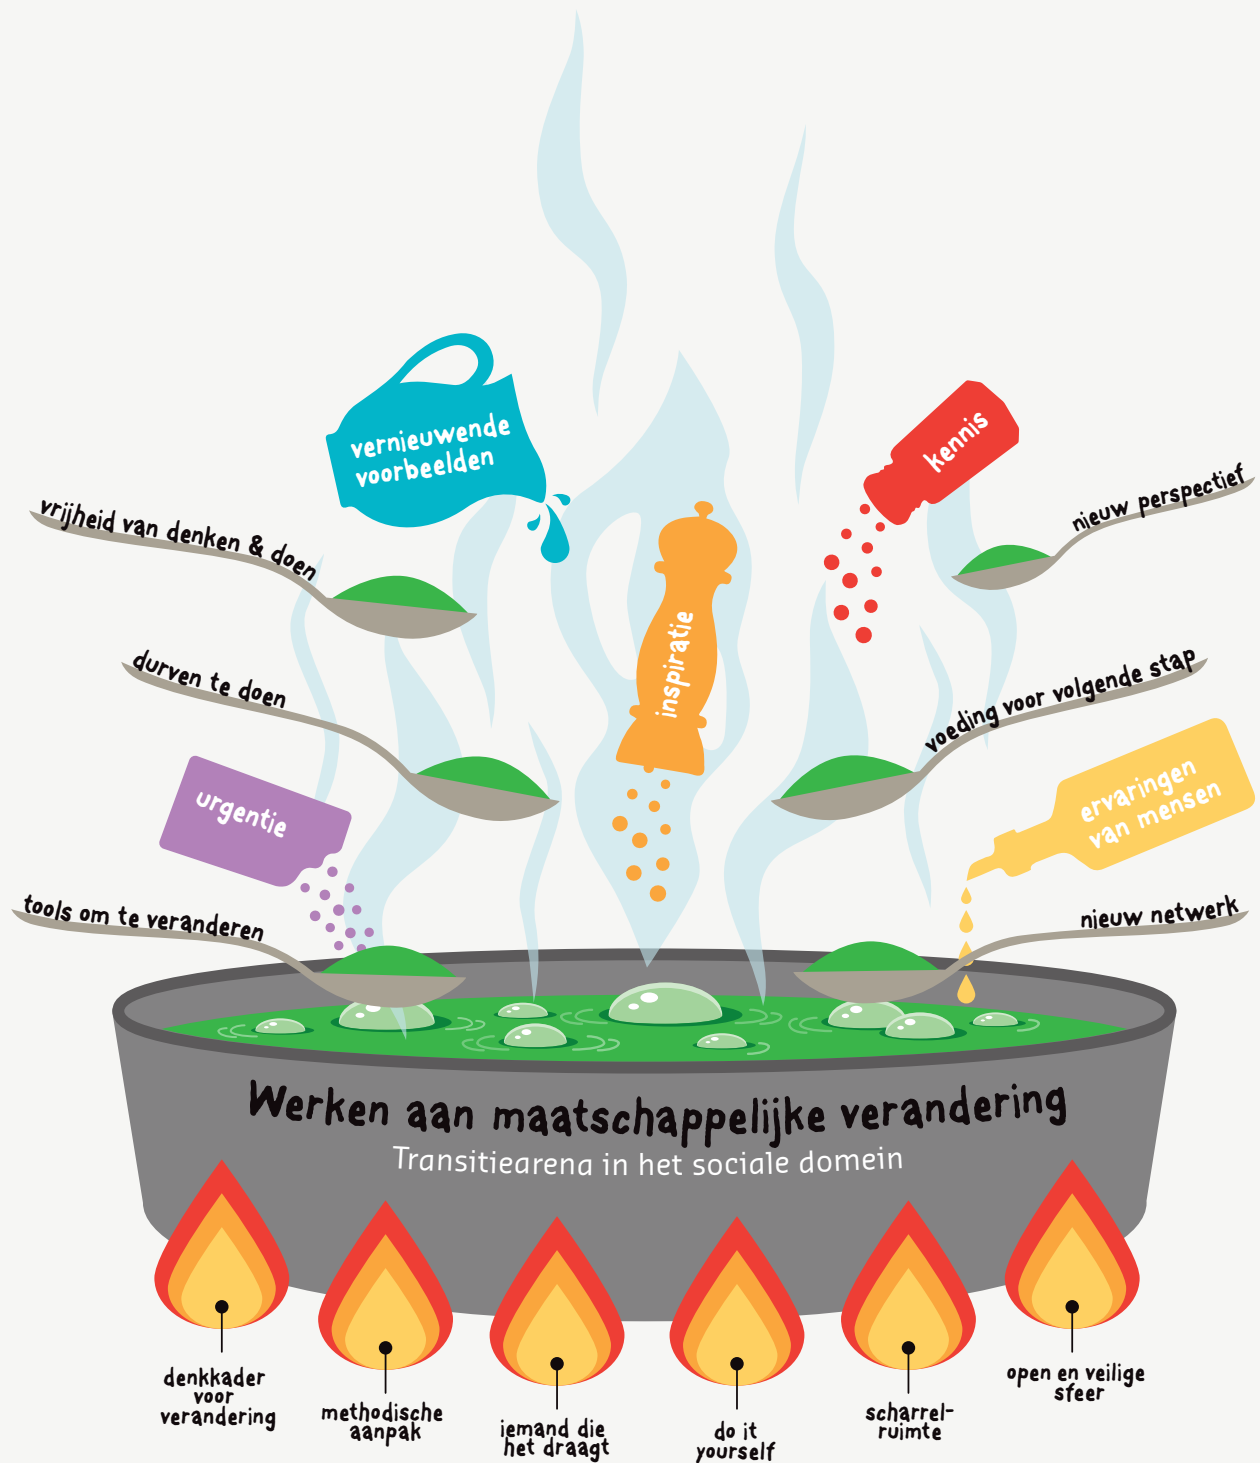 vernieuwende
voorbeelden
kennis
nieuw perspectief
vrijheid van denken & doen
inspiratie
durven te doen
voeding voor volgende stap
urgentie
ervaringen
van mensen
tools om te veranderen
nieuw netwerk
Werken aan maatschappelijke verandering
Transitiearena in het sociale domein
denkkader
voor
verandering
methodische
aanpak
iemand die
het draagt
do it
yourself
scharrel-
ruimte
open en veilige
sfeer